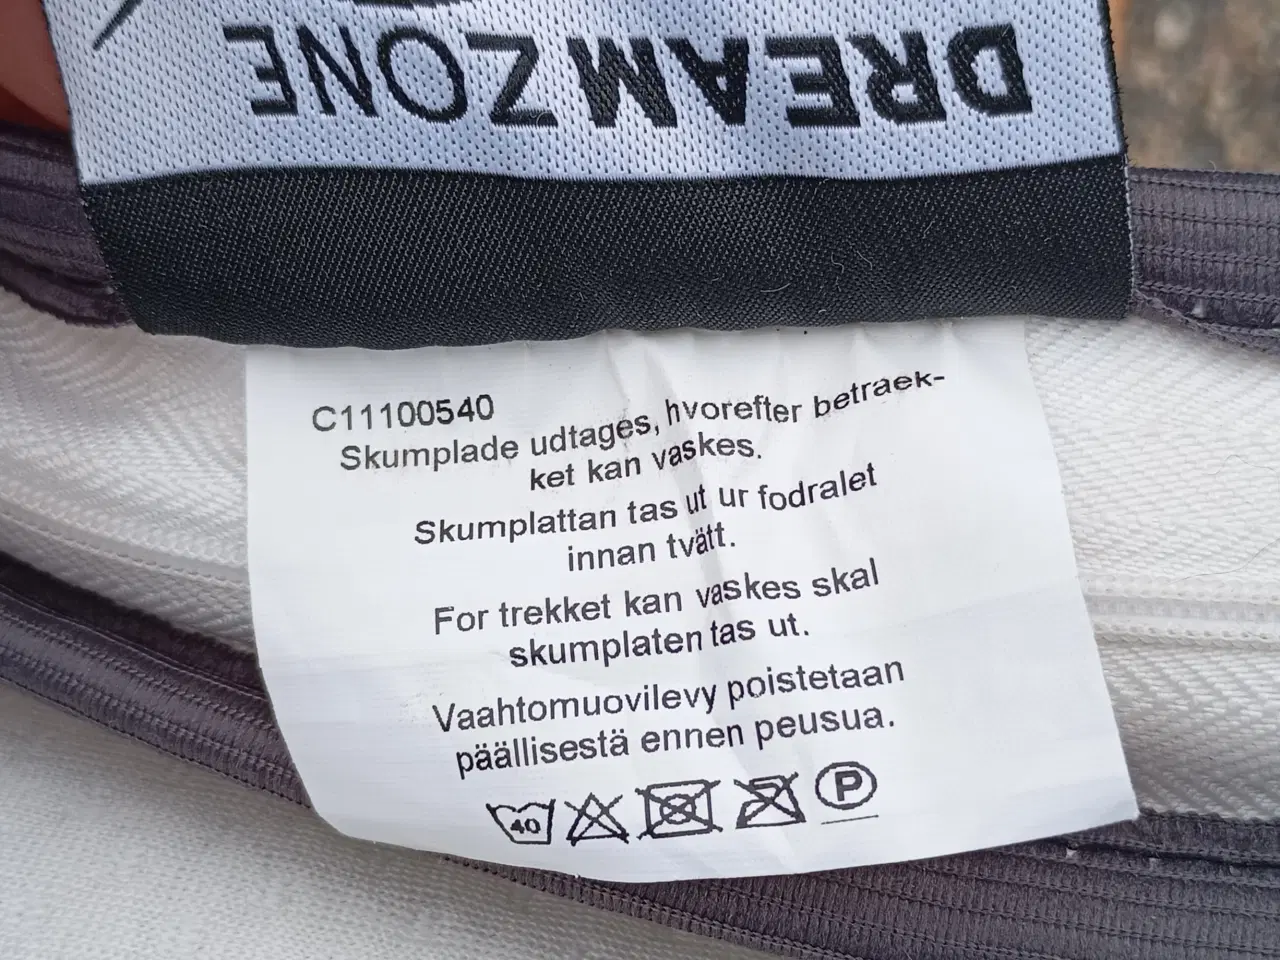 DREAMZONE
C11100540
Skumplade udtages, hvorefter betraek-
ket kan vaskes.
Skumplattan tas ut ur fodralet
innan tvätt.
For trekket kan vaskes skal
skumplaten tas ut.
Vaahtomuovilevy poistetaan
päällisestä ennen peusua.
40
P